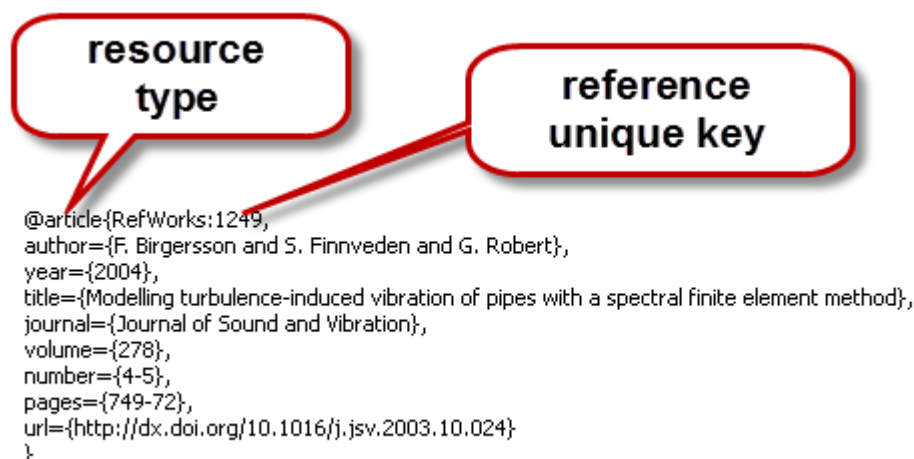 resource
type
reference
unique key
@article{RefWorks:1249,
author={F. Birgersson and S. Finnveden and G. Robert},
year={2004},
title={Modelling turbulence-induced vibration of pipes with a spectral finite element method},
journal={Journal of Sound and Vibration},
volume={278},
number={4-5},
pages={749-72},
url={http://dx.doi.org/10.1016/j.jsv.2003.10.024}
}